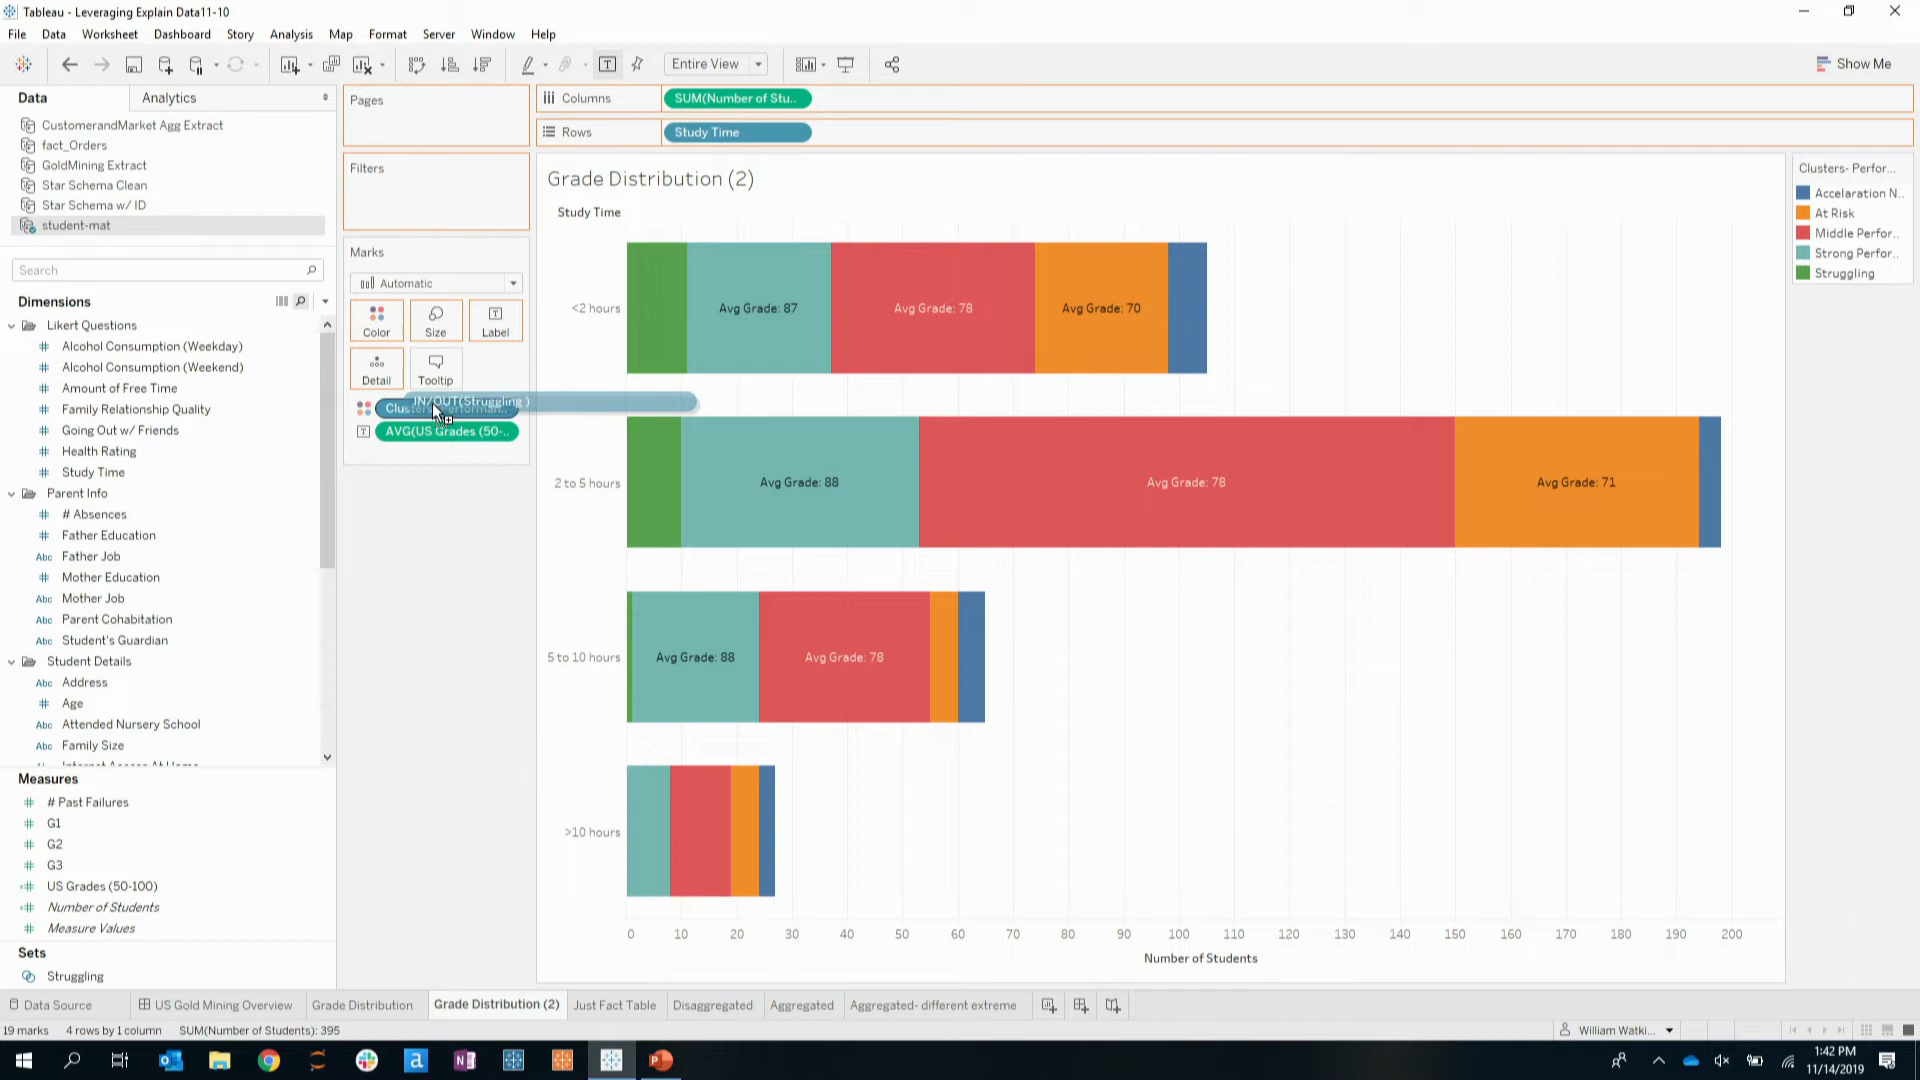 Tableau - Leveraging Explain Data11-10
File Data Worksheet Dashboard Story Analysis Map Format Server Window Help
Entire View
Show Me
Data
Analytics
CustomerandMarket Agg Extract
fact_Orders
GoldMining Extract
Star Schema Clean
Star Schema w/ ID
student-mat
Search
Dimensions
Likert Questions
Alcohol Consumption (Weekday)
Alcohol Consumption (Weekend)
Amount of Free Time
Family Relationship Quality
Going Out w/ Friends
Health Rating
Study Time
Parent Info
# Absences
Father Education
Abc Father Job
Mother Education
Abc Mother Job
Abc Parent Cohabitation
Abc Student's Guardian
Student Details
Abc Address
Age
Abc Attended Nursery School
Abc Family Size
Measures
# Past Failures
G1
G2
G3
US Grades (50-100)
Number of Students
Measure Values
Sets
Struggling
Pages
Filters
Marks
Automatic
Color
Size
Label
Detail
Tooltip
IN/OUT(Struggling )
AVG(US Grades (50-..
Columns
SUM(Number of Stu..
Rows
Study Time
Grade Distribution (2)
Study Time
<2 hours
Avg Grade: 87
Avg Grade: 78
Avg Grade: 70
2 to 5 hours
Avg Grade: 88
Avg Grade: 78
Avg Grade: 71
5 to 10 hours
Avg Grade: 88
Avg Grade: 78
>10 hours
0 10 20 30 40 50 60 70 80 90 100 110 120 130 140 150 160 170 180 190 200
Number of Students
Clusters- Perfor...
Accelaration N..
At Risk
Middle Perfor..
Strong Perfor..
Struggling
Data Source
US Gold Mining Overview
Grade Distribution
Grade Distribution (2)
Just Fact Table
Disaggregated
Aggregated
Aggregated- different extreme
19 marks
4 rows by 1 column
SUM(Number of Students): 395
William Watki...
1:42 PM
11/14/2019